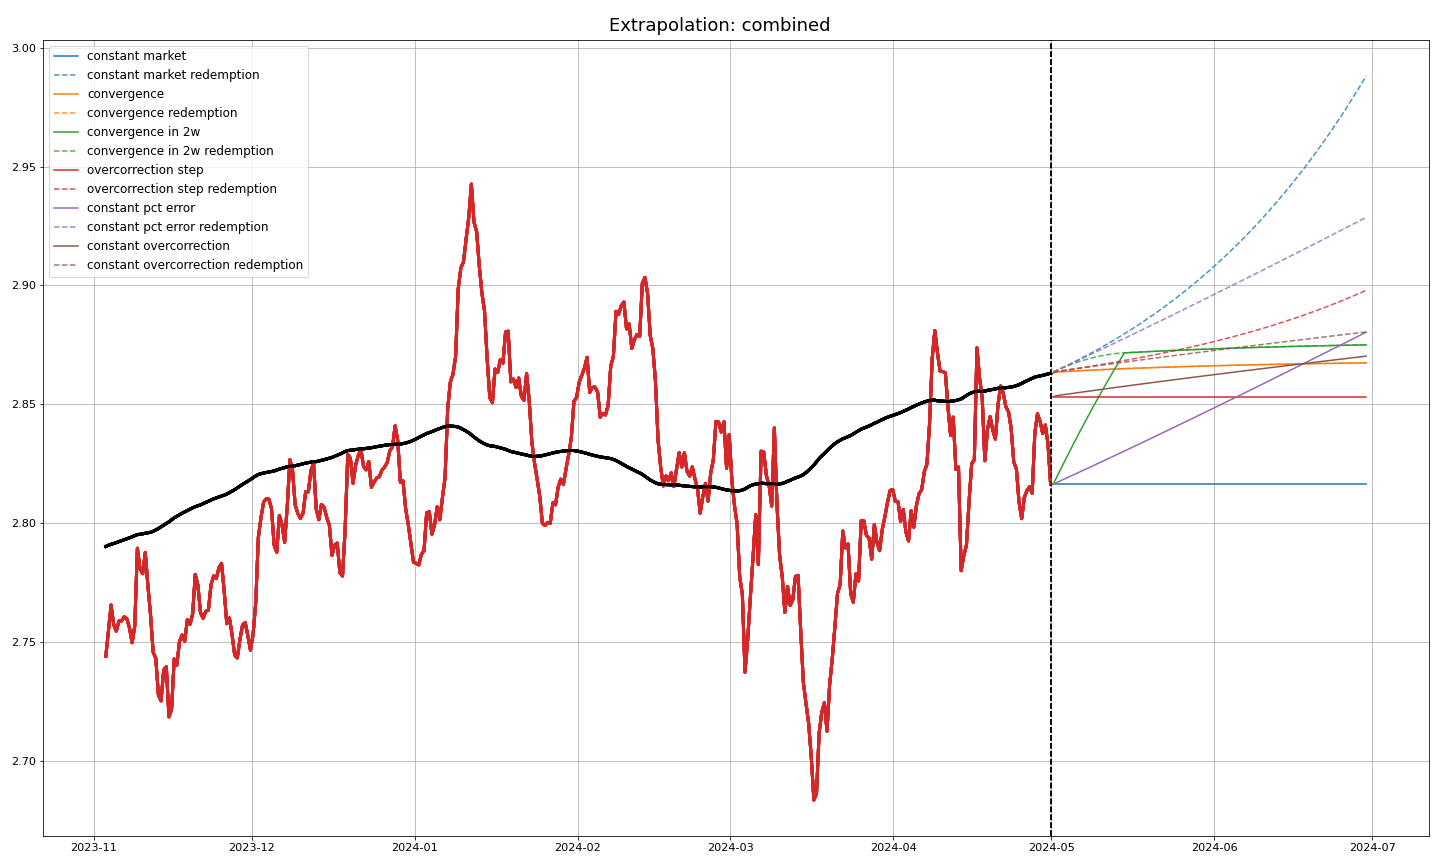 Extrapolation: combined
3.00
2.95
2.90
2.85
2.80
2.75
2.70
constant market
constant market redemption
convergence
convergence redemption
convergence in 2w
convergence in 2w redemption
overcorrection step
overcorrection step redemption
constant pct error
constant pct error redemption
constant overcorrection
constant overcorrection redemption
2023-11 2023-12 2024-01 2024-02 2024-03 2024-04 2024-05 2024-06 2024-07